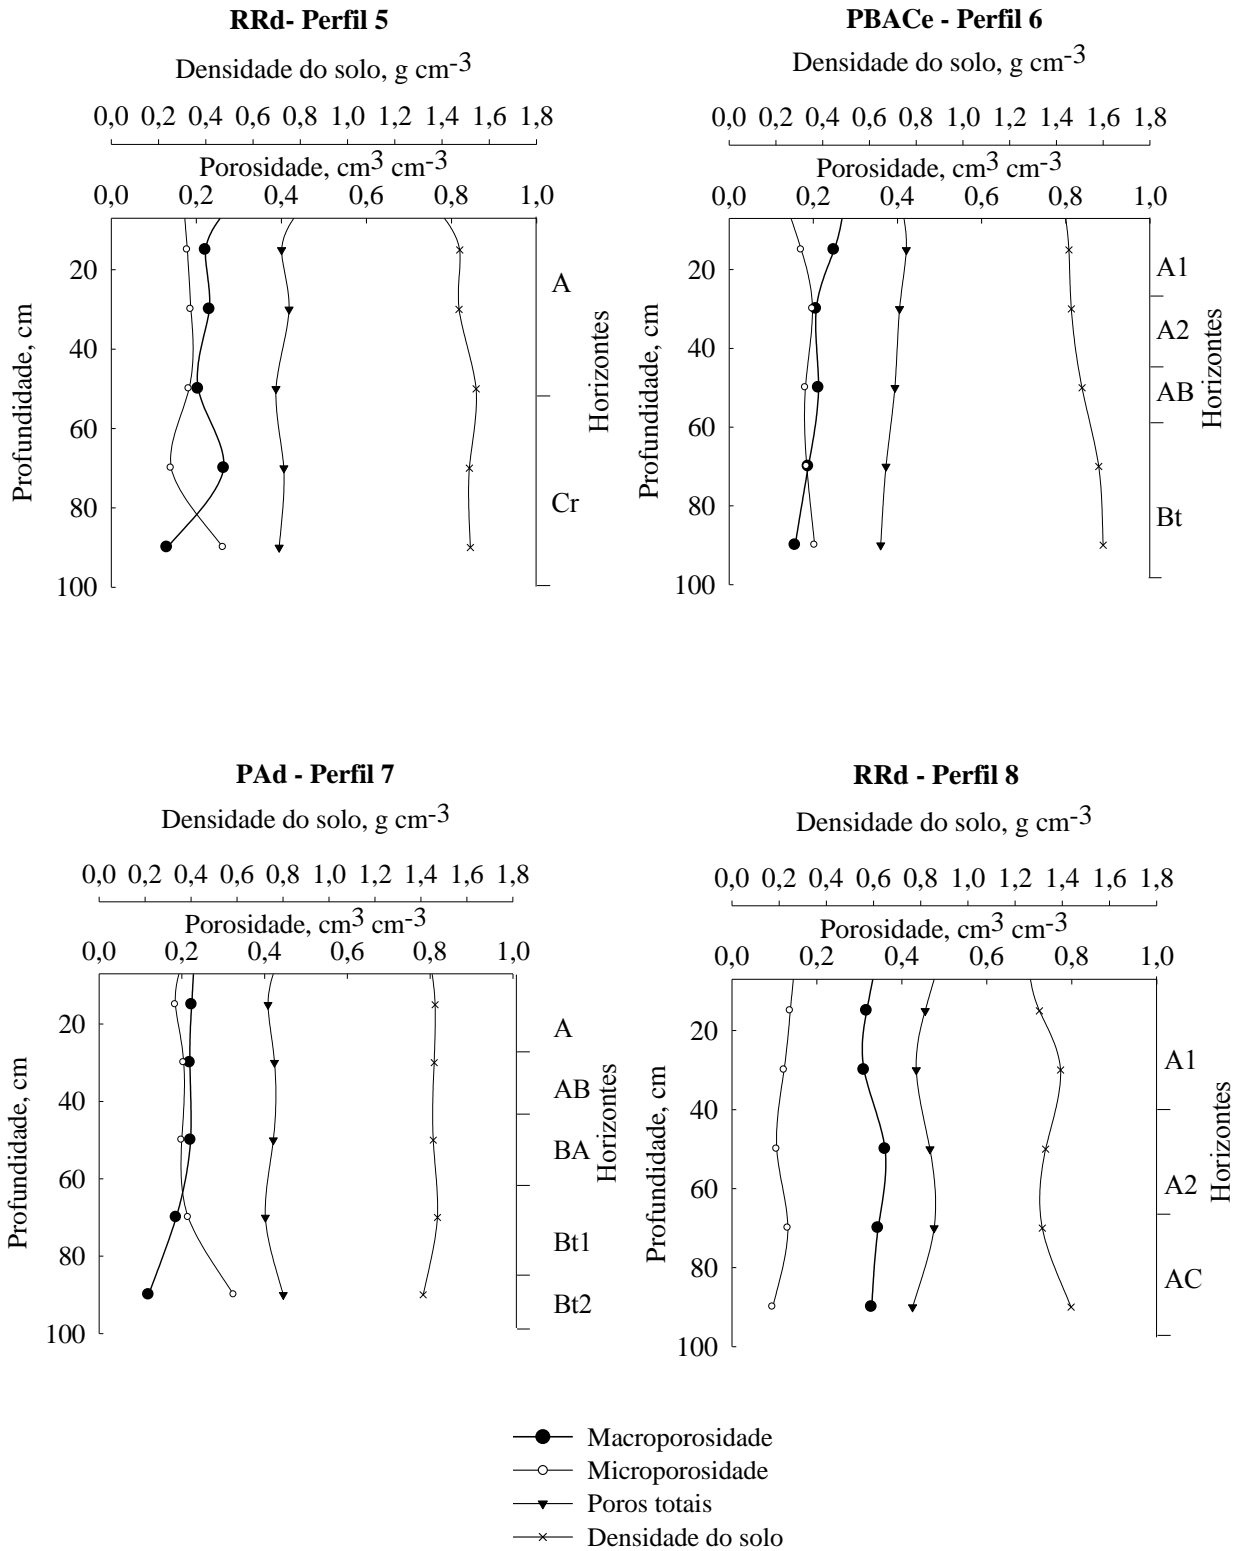 RRd- Perfil 5
Densidade do solo, g cm-3
0,0 0,2 0,4 0,6 0,8 1,0 1,2 1,4 1,6 1,8
Porosidade, cm3 cm-3
0,0 0,2 0,4 0,6 0,8 1,0
Profundidade, cm
20
40
60
80
100
A
Cr
Horizontes
PBACe - Perfil 6
Densidade do solo, g cm-3
0,0 0,2 0,4 0,6 0,8 1,0 1,2 1,4 1,6 1,8
Porosidade, cm3 cm-3
0,0 0,2 0,4 0,6 0,8 1,0
Profundidade, cm
20
40
60
80
100
A1
A2
AB
Bt
Horizontes
PAd - Perfil 7
Densidade do solo, g cm-3
0,0 0,2 0,4 0,6 0,8 1,0 1,2 1,4 1,6 1,8
Porosidade, cm3 cm-3
0,0 0,2 0,4 0,6 0,8 1,0
Profundidade, cm
20
40
60
80
100
A
AB
BA
Bt1
Bt2
Horizontes
RRd - Perfil 8
Densidade do solo, g cm-3
0,0 0,2 0,4 0,6 0,8 1,0 1,2 1,4 1,6 1,8
Porosidade, cm3 cm-3
0,0 0,2 0,4 0,6 0,8 1,0
Profundidade, cm
20
40
60
80
100
A1
A2
AC
Horizontes
Macroporosidade
Microporosidade
Poros totais
Densidade do solo